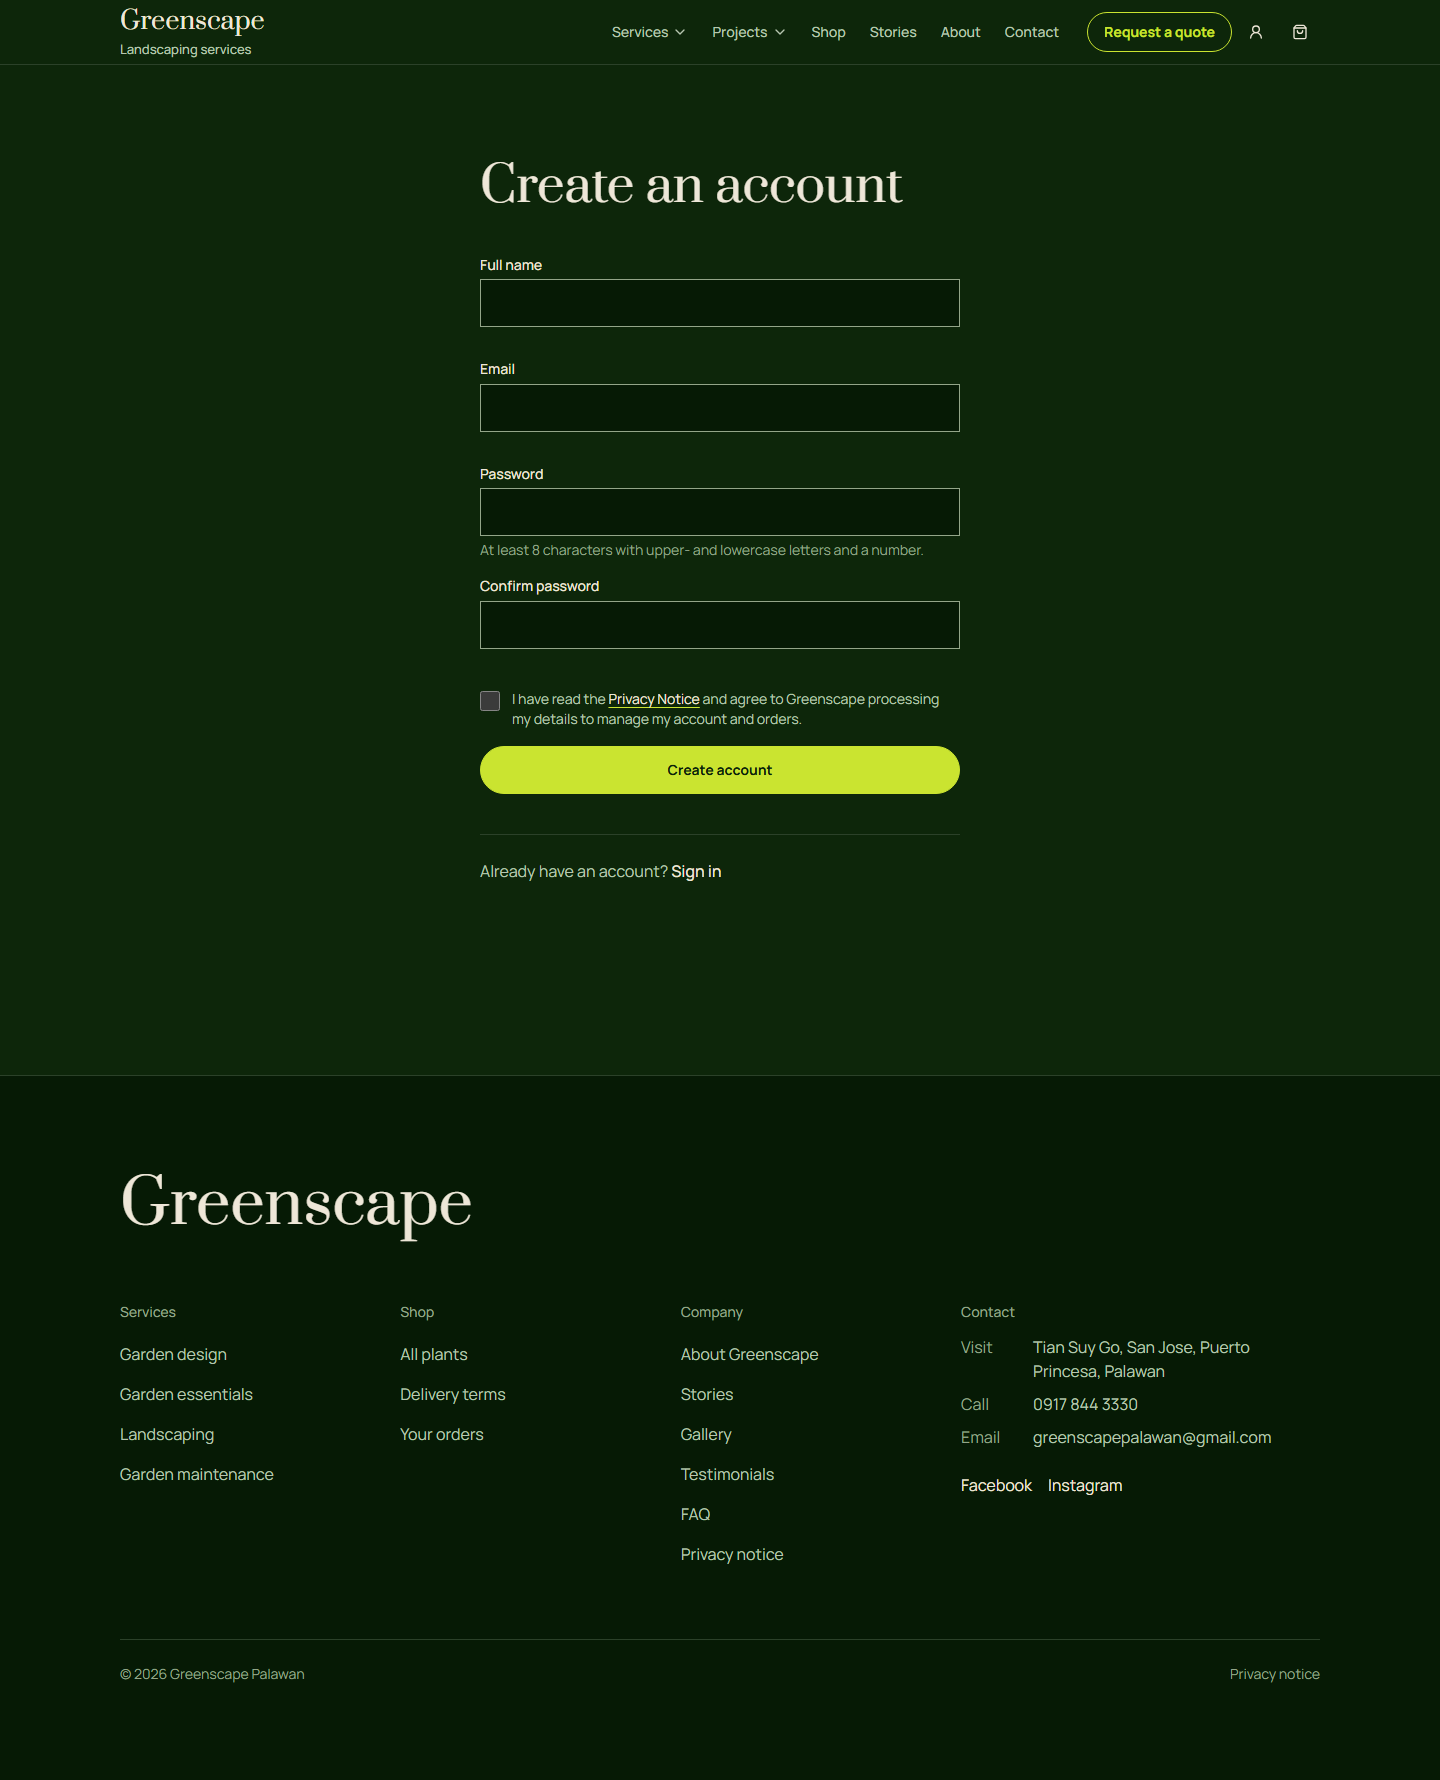 Greenscape
Landscaping services
Services
Projects
Shop
Stories
About
Contact
Request a quote
Create an account
Full name
Email
Password
At least 8 characters with upper- and lowercase letters and a number.
Confirm password
I have read the Privacy Notice and agree to Greenscape processing
my details to manage my account and orders.
Create account
Already have an account? Sign in
Greenscape
Services
Garden design
Garden essentials
Landscaping
Garden maintenance
Shop
All plants
Delivery terms
Your orders
Company
About Greenscape
Stories
Gallery
Testimonials
FAQ
Privacy notice
Contact
Visit
Tian Suy Go, San Jose, Puerto
Princesa, Palawan
Call
0917 844 3330
Email
greenscapepalawan@gmail.com
Facebook
Instagram
© 2026 Greenscape Palawan
Privacy notice